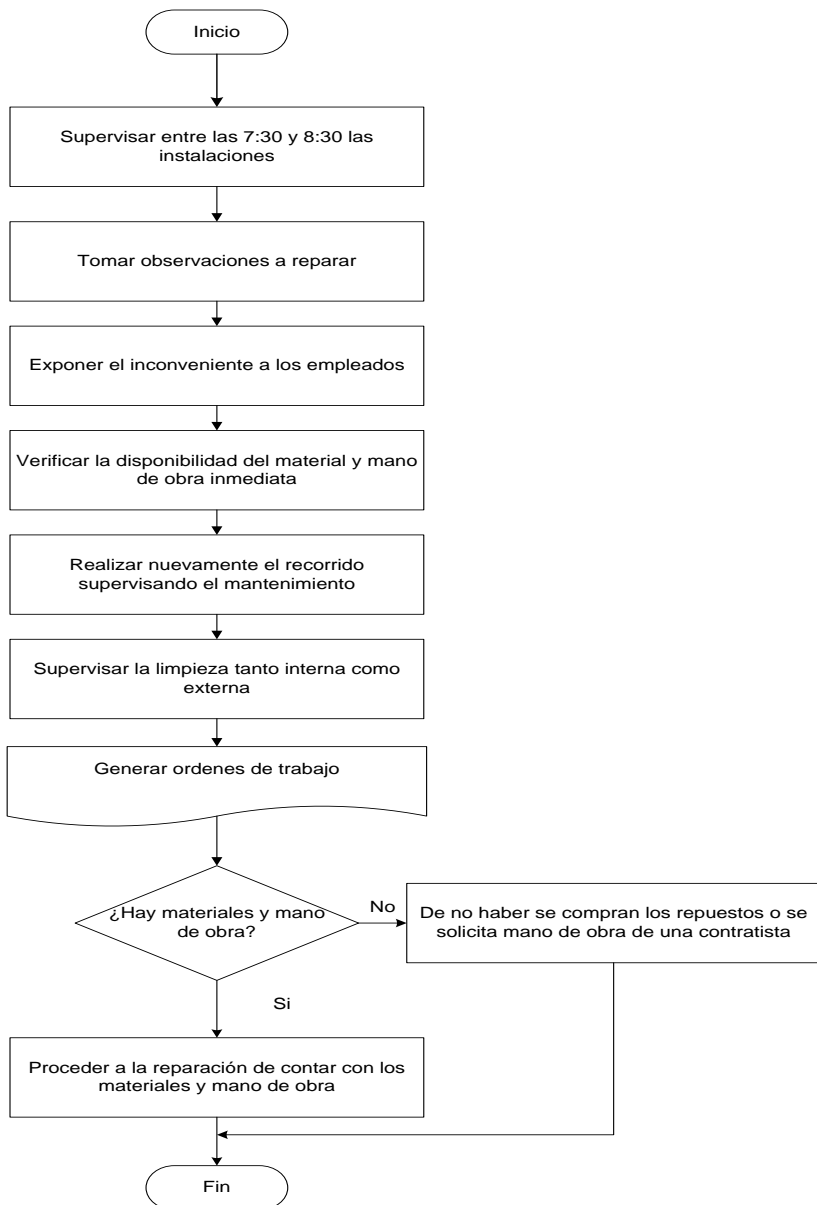 Inicio
Supervisar entre las 7:30 y 8:30 las
instalaciones
Tomar observaciones a reparar
Exponer el inconveniente a los empleados
Verificar la disponibilidad del material y mano
de obra inmediata
Realizar nuevamente el recorrido
supervisando el mantenimiento
Supervisar la limpieza tanto interna como
externa
Generar ordenes de trabajo
¿Hay materiales y mano
de obra?
No
De no haber se compran los repuestos o se
solicita mano de obra de una contratista
Si
Proceder a la reparación de contar con los
materiales y mano de obra
Fin